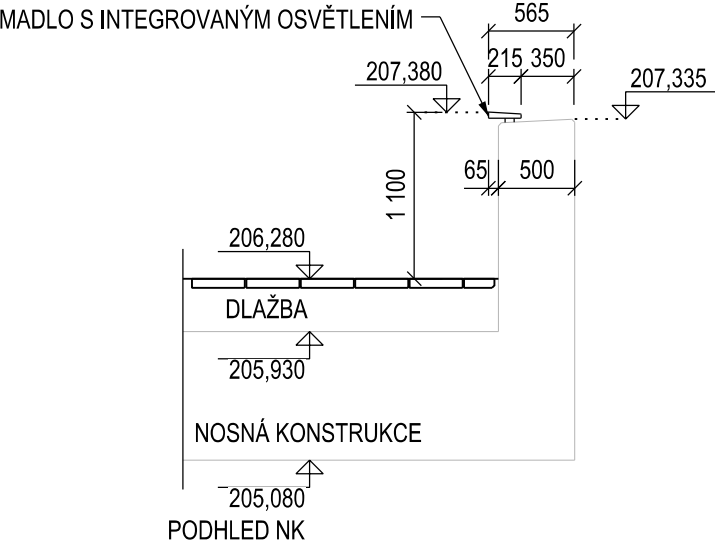 MADLO S INTEGROVANÝM OSVĚTLENÍM
565
215 350
207,380
207,335
65 500
1 100
206,280
DLAŽBA
205,930
NOSNÁ KONSTRUKCE
205,080
PODHLED NK